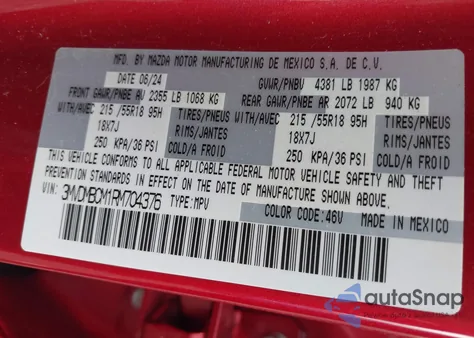 MFD. BY MAZDA MOTOR MANUFACTURING DE MEXICO S.A. DE C.V.
DATE 06/24 GVWR/PNBV 4381 LB 1987 KG
FRONT GAWR/PNBE AV 2355 LB 1068 KG REAR GAWR/PNBE AR 2072 LB 940 KG
WITH/AVEC 215 /55R18 95H TIRES/PNEUS WITH/AVEC 215 /55R18 95H TIRES/PNEUS
18X7J RIMS/JANTES 18X7J RIMS/JANTES
250 KPA/36 PSI COLD/A FROID 250 KPA/36 PSI COLD/A FROID
THIS VEHICLE CONFORMS TO ALL APPLICABLE FEDERAL MOTOR VEHICLE SAFETY AND THEFT
PREVENTION STANDARDS IN EFFECT ON THE DATE OF MANUFACTURE SHOWN ABOVE.
VIN: 3MVDMBCM1RM704376 TYPE: MPV
COLOR CODE: 46V MADE IN MEXICO
autaSnap